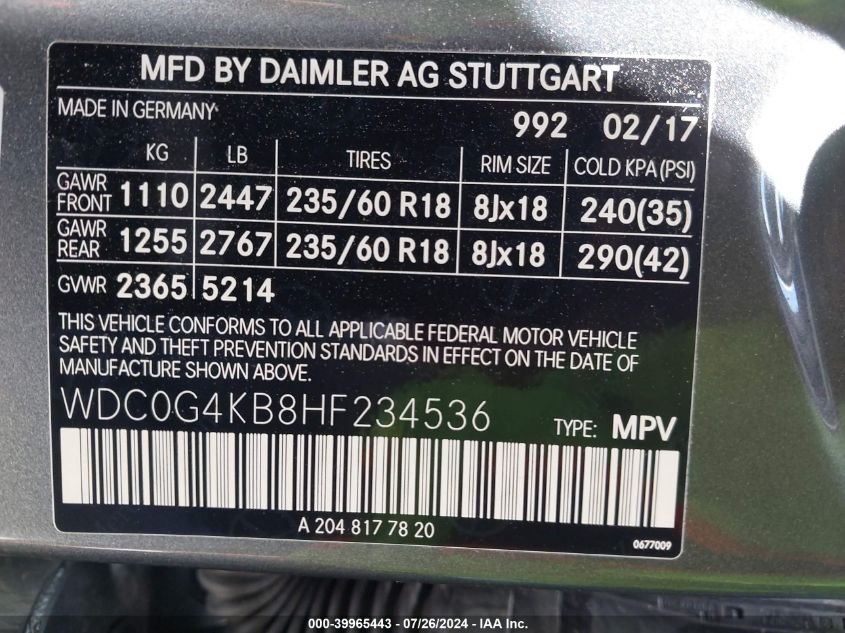 MFD BY DAIMLER AG STUTTGART
MADE IN GERMANY
992 02/17
KG LB TIRES RIM SIZE COLD KPA (PSI)
GAWR FRONT 1110 2447 235/60 R18 8Jx18 240(35)
GAWR REAR 1255 2767 235/60 R18 8Jx18 290(42)
GVWR 2365 5214
THIS VEHICLE CONFORMS TO ALL APPLICABLE FEDERAL MOTOR VEHICLE
SAFETY AND THEFT PREVENTION STANDARDS IN EFFECT ON THE DATE OF
MANUFACTURE SHOWN ABOVE.
WDC0G4KB8HF234536 TYPE: MPV
A 204 817 78 20
0677009
000-39965443 / 07/26/2024 - IAA Inc.